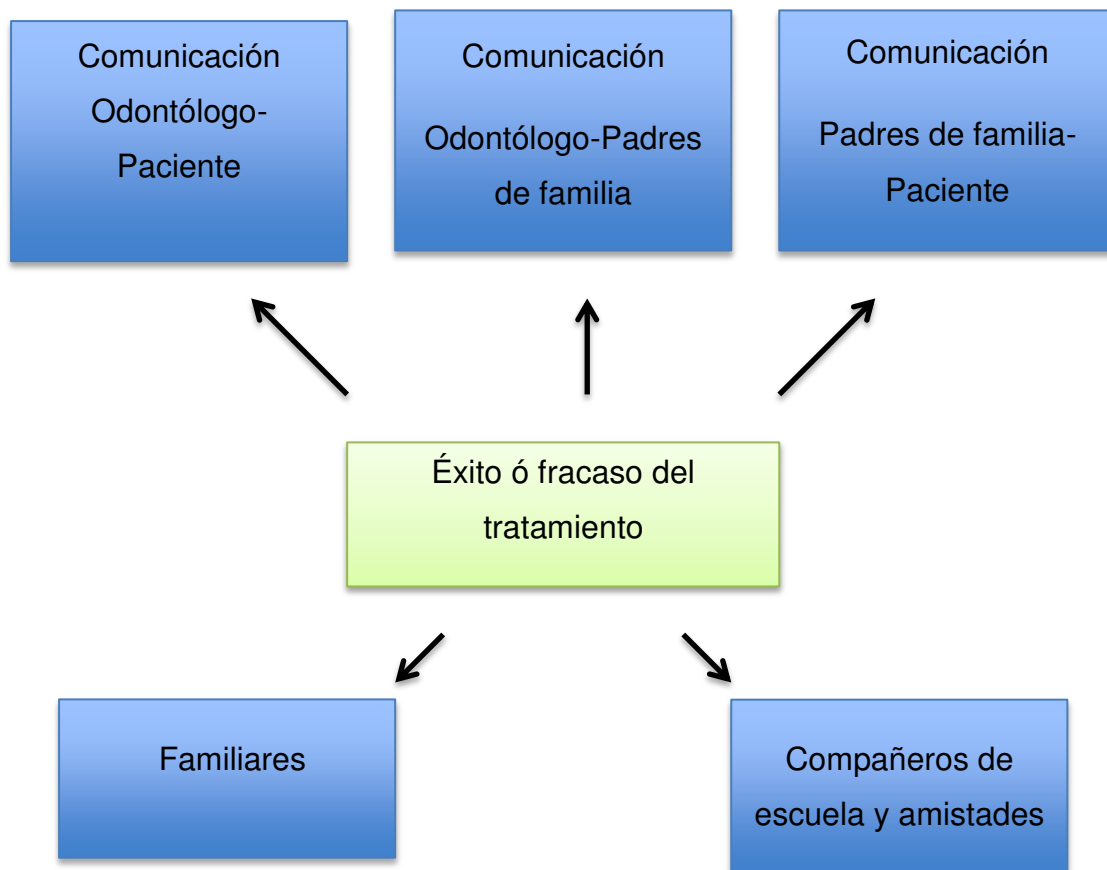 Comunicación
Odontólogo-
Paciente
Comunicación
Odontólogo-Padres
de familia
Comunicación
Padres de familia-
Paciente
Éxito ó fracaso del
tratamiento
Familiares
Compañeros de
escuela y amistades